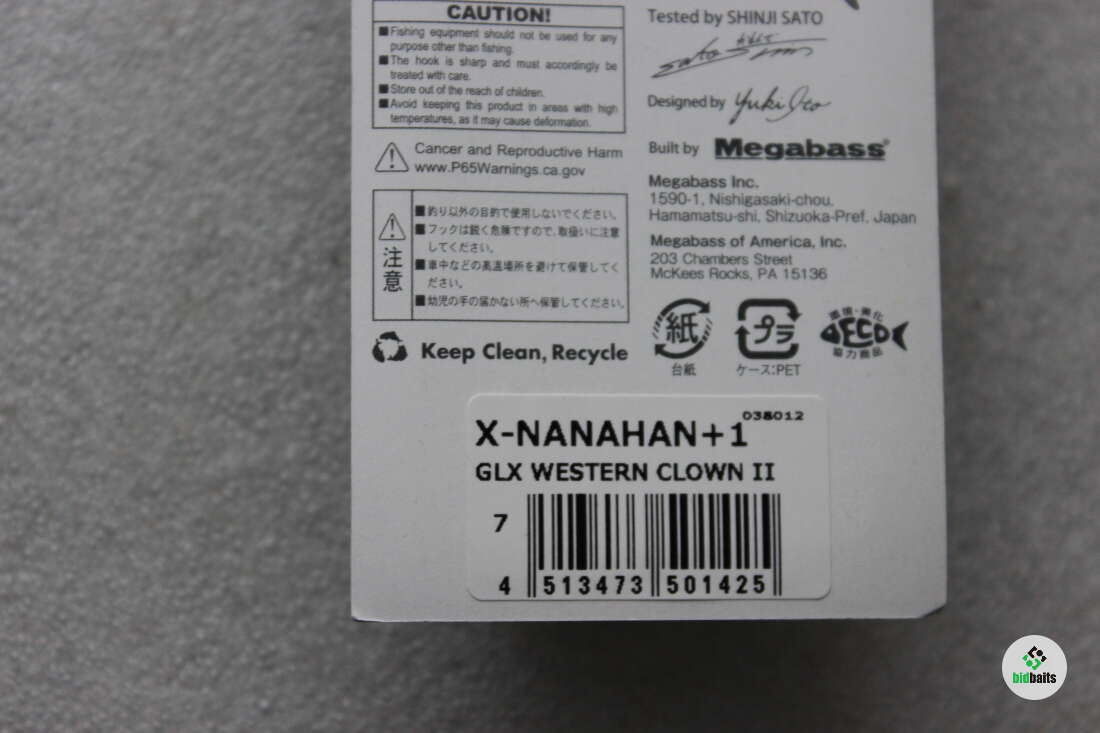 CAUTION!
■Fishing equipment should not be used for any
purpose other than fishing.
■The hook is sharp and must accordingly be
treated with care.
■Store out of the reach of children.
■Avoid keeping this product in areas with high
temperatures, as it may cause deformation.
Cancer and Reproductive Harm
www.P65Warnings.ca.gov
注意
■釣り以外の目的で使用しないでください。
■フックは鋭く危険ですので、取扱いに注意
してください。
■車中などの高温場所を避けて保管してく
ださい。
■幼児の手の届かない所へ保管してください。
Keep Clean, Recycle
Tested by SHINJI SATO
Designed by Yuki Ito
Built by Megabass®
Megabass Inc.
1590-1, Nishigasaki-chou.
Hamamatsu-shi, Shizuoka-Pref. Japan
Megabass of America, Inc.
203 Chambers Street
McKees Rocks, PA 15136
紙
台紙
プラ
ケース:PET
環境・美化
ECO
協力商品
038012
X-NANAHAN+1
GLX WESTERN CLOWN II
7
4 513473 501425
bidbaits